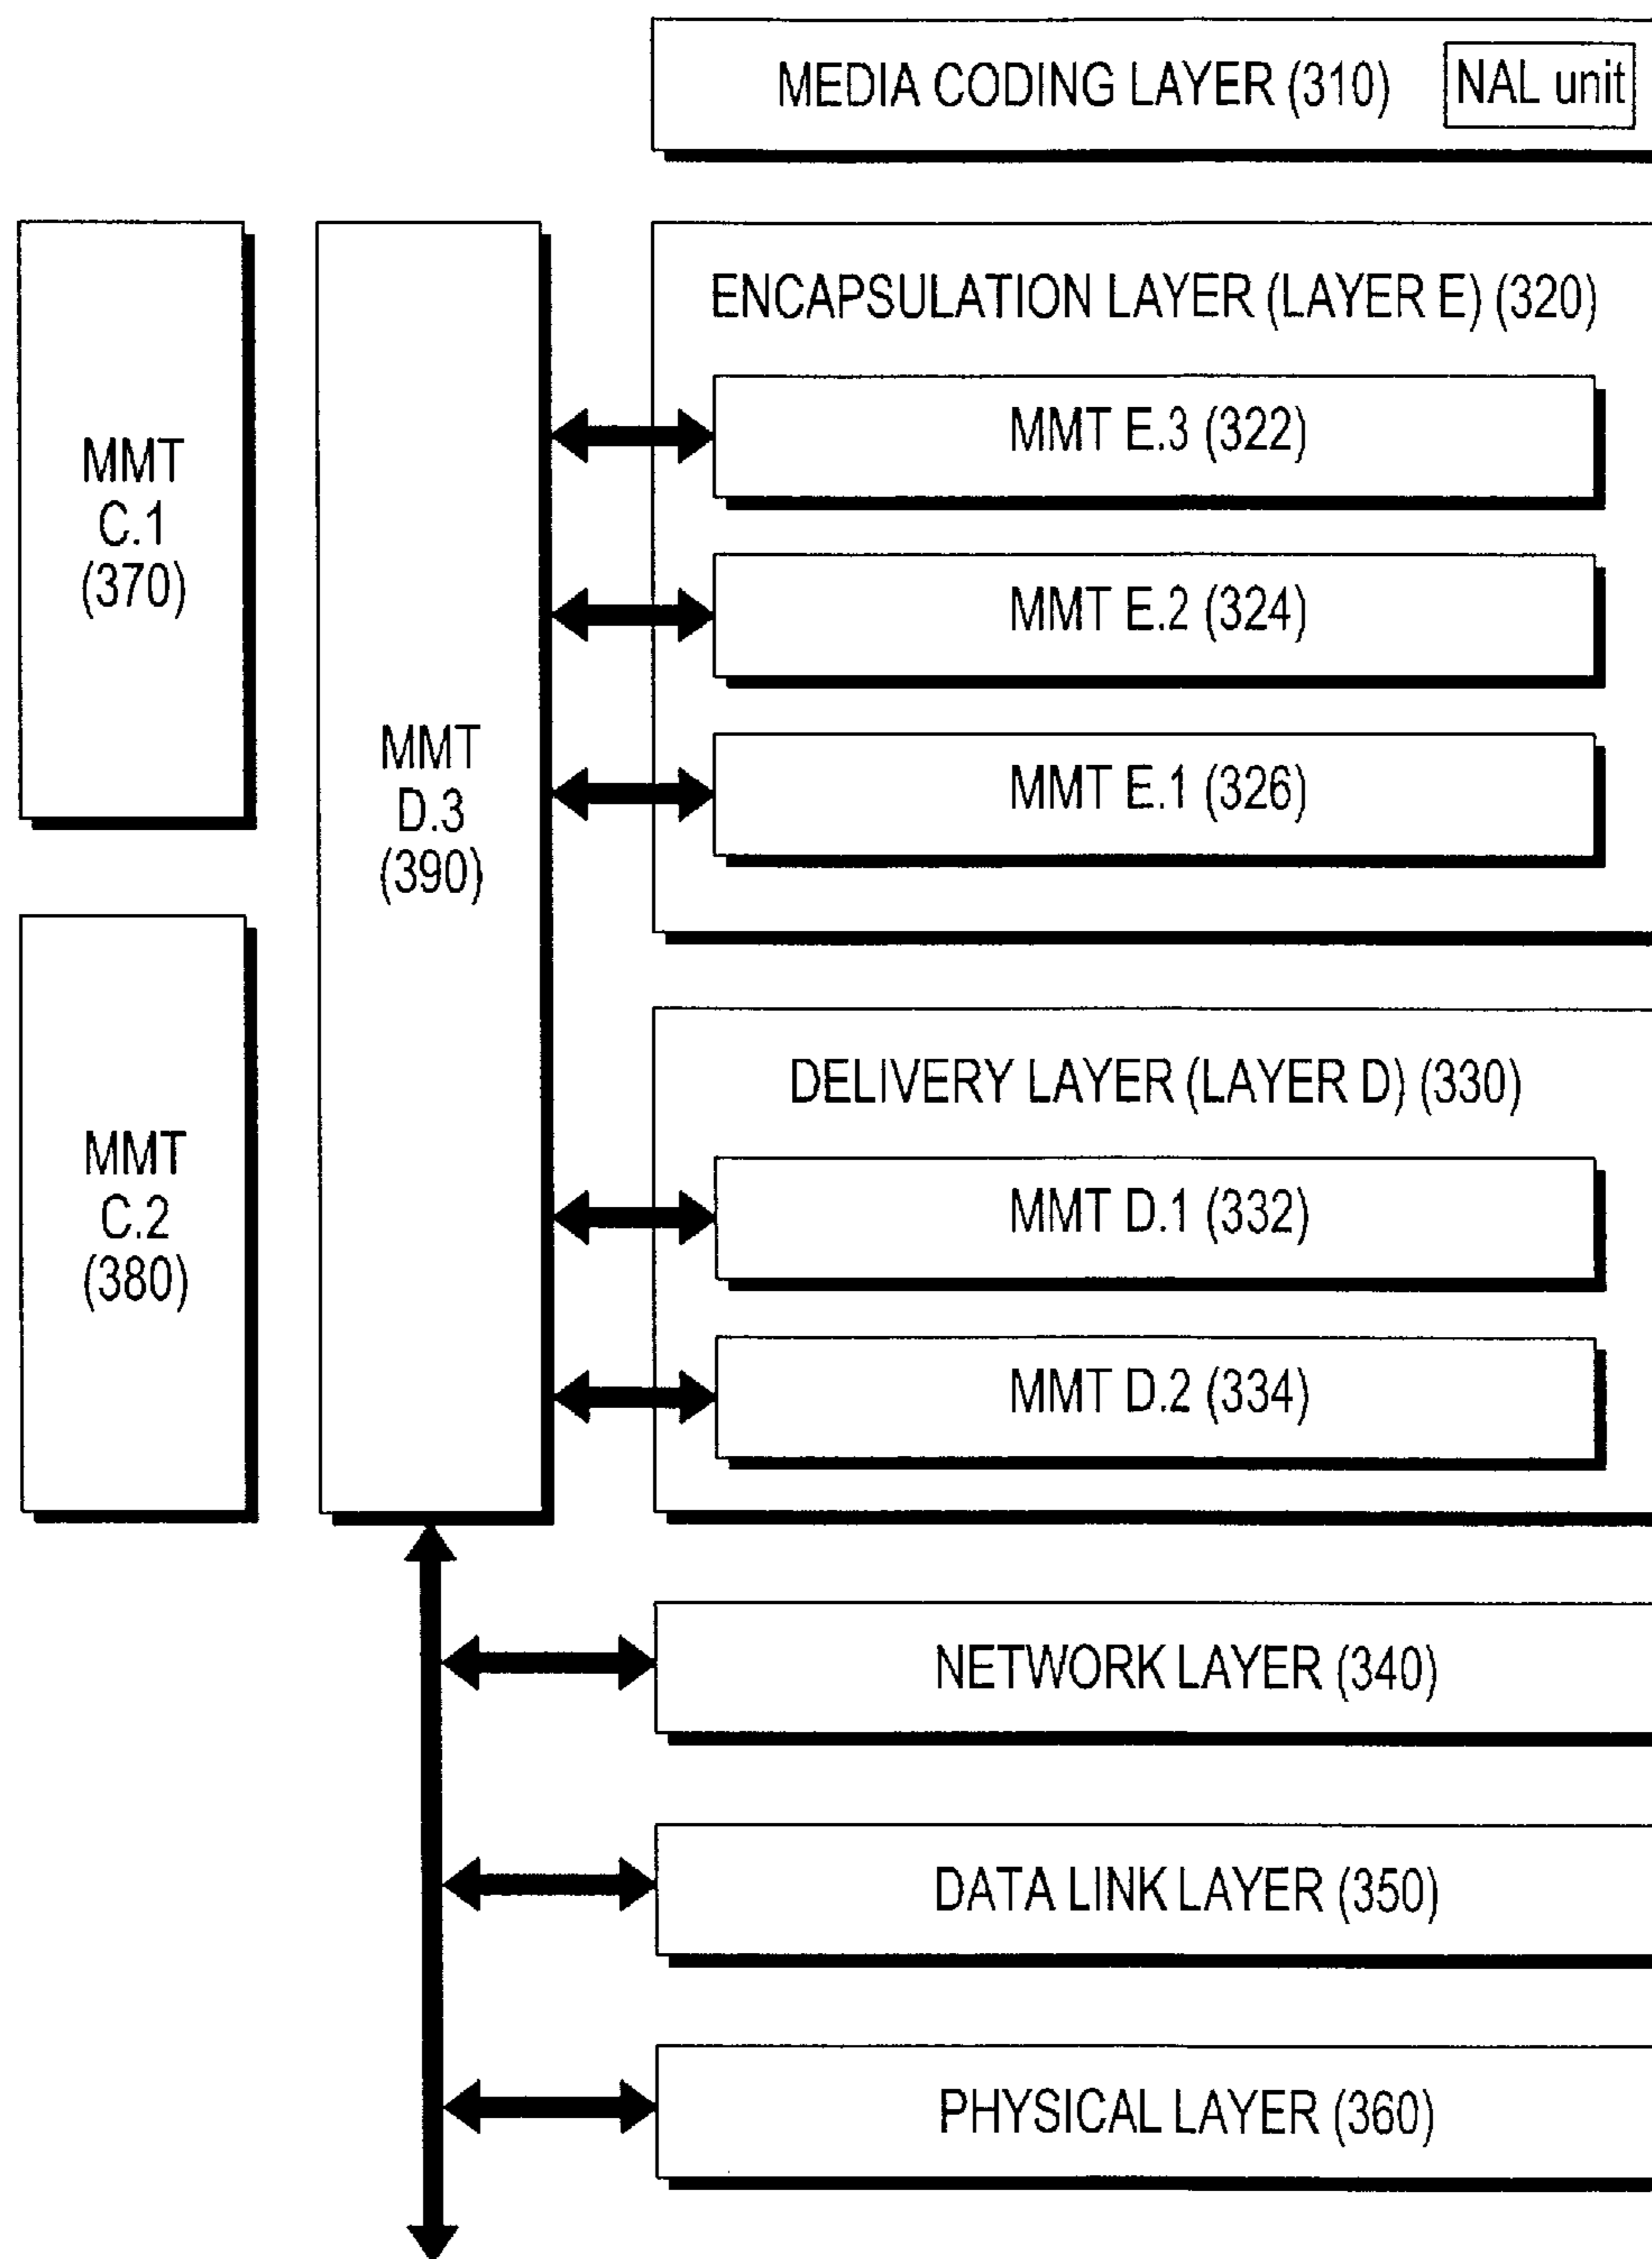 MEDIA CODING LAYER (310)
NAL unit
MMT
C.1
(370)
MMT
D.3
(390)
ENCAPSULATION LAYER (LAYER E) (320)
MMT E.3 (322)
MMT E.2 (324)
MMT E.1 (326)
MMT
C.2
(380)
DELIVERY LAYER (LAYER D) (330)
MMT D.1 (332)
MMT D.2 (334)
NETWORK LAYER (340)
DATA LINK LAYER (350)
PHYSICAL LAYER (360)